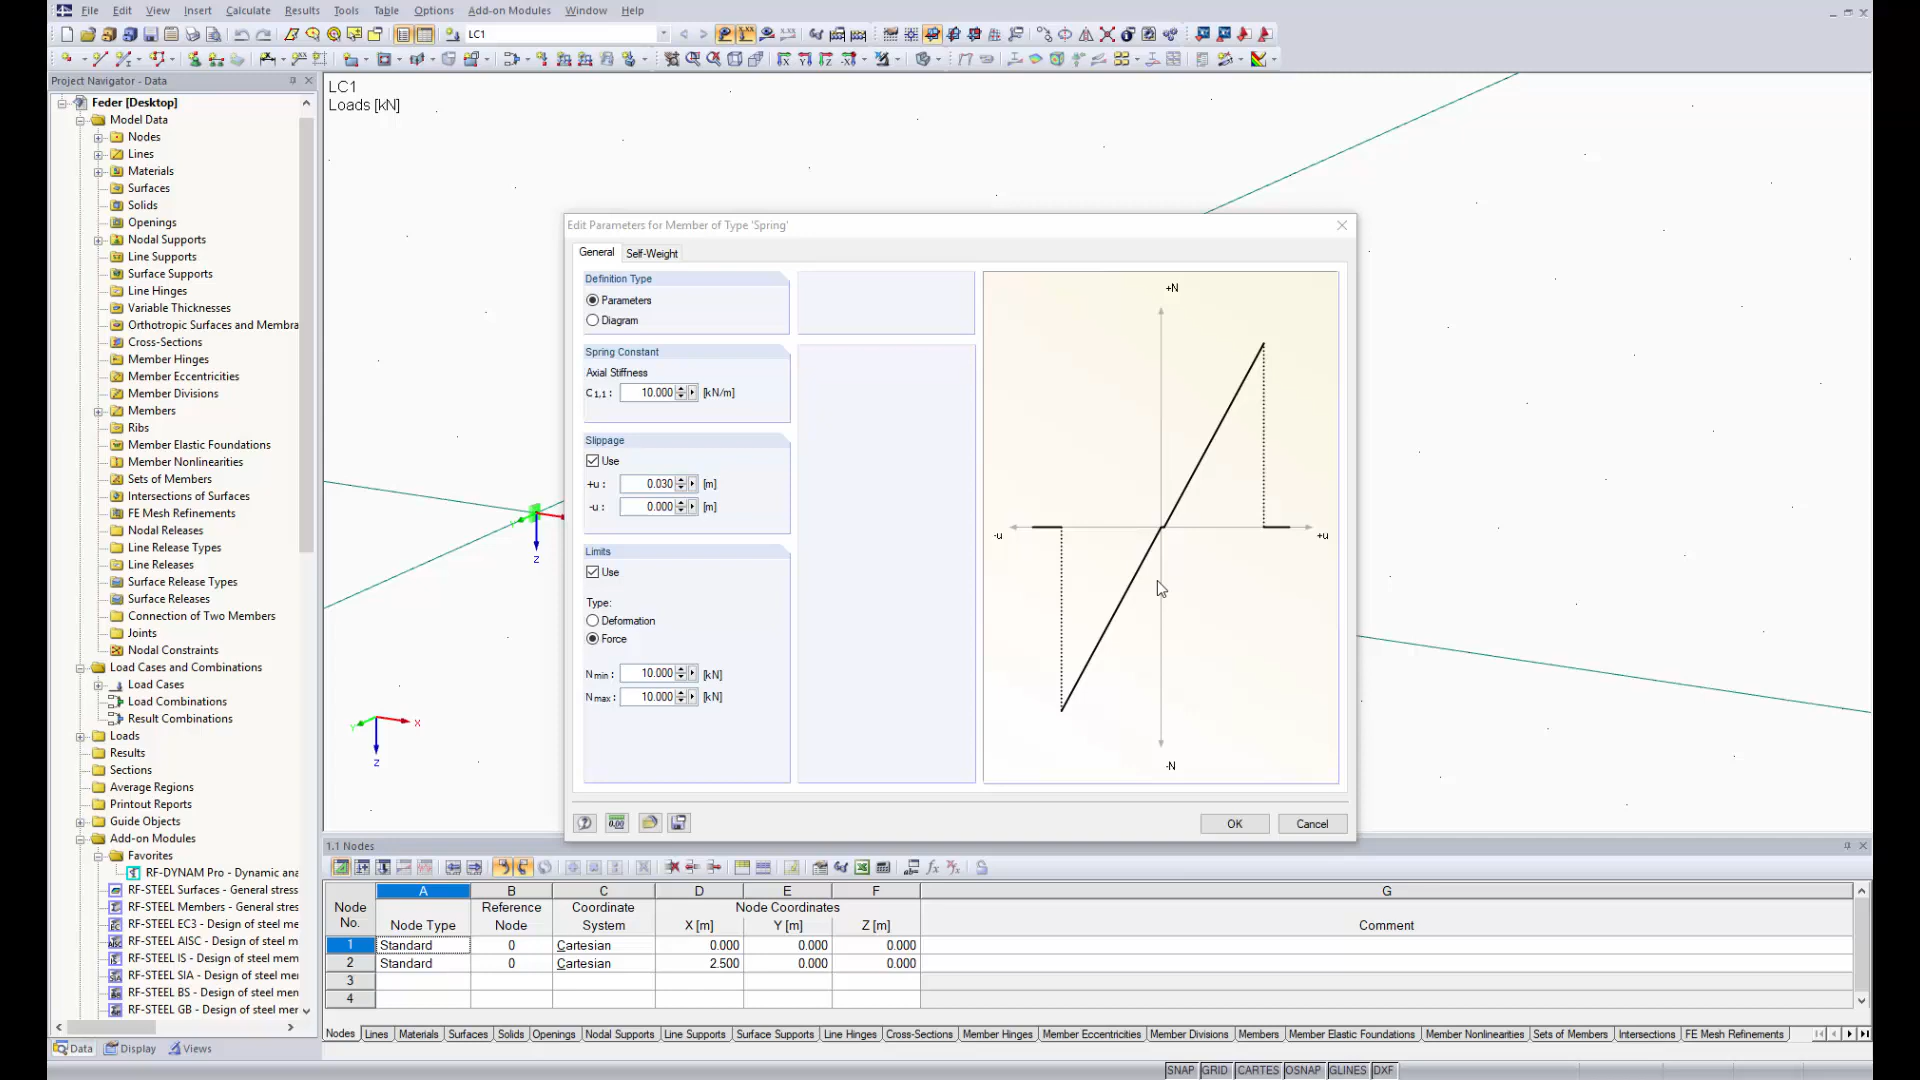 File Edit View Insert Calculate Results Tools Table Options Add-on Modules Window Help
LC1
Project Navigator - Data
Feder [Desktop]
Model Data
Nodes
Lines
Materials
Surfaces
Solids
Openings
Nodal Supports
Line Supports
Surface Supports
Line Hinges
Variable Thicknesses
Orthotropic Surfaces and Membra
Cross-Sections
Member Hinges
Member Eccentricities
Member Divisions
Members
Ribs
Member Elastic Foundations
Member Nonlinearities
Sets of Members
Intersections of Surfaces
FE Mesh Refinements
Nodal Releases
Line Release Types
Line Releases
Surface Release Types
Surface Releases
Connection of Two Members
Joints
Nodal Constraints
Load Cases and Combinations
Load Cases
Load Combinations
Result Combinations
Loads
Results
Sections
Average Regions
Printout Reports
Guide Objects
Add-on Modules
Favorites
RF-DYNAM Pro - Dynamic ana
RF-STEEL Surfaces - General stress
RF-STEEL Members - General stres
RF-STEEL EC3 - Design of steel me
RF-STEEL AISC - Design of steel m
RF-STEEL IS - Design of steel mem
RF-STEEL SIA - Design of steel mer
RF-STEEL BS - Design of steel mem
RF-STEEL GB - Design of steel mer
Data Display Views
LC1
Loads [kN]
Y
Z
Y X
Z
Edit Parameters for Member of Type 'Spring'
General Self-Weight
Definition Type
Parameters
Diagram
Spring Constant
Axial Stiffness
C1,1 : 10.000 [kN/m]
Slippage
Use
+u : 0.030 [m]
-u : 0.000 [m]
Limits
Use
Type:
Deformation
Force
Nmin : 10.000 [kN]
Nmax : 10.000 [kN]
+N
-u +u
-N
OK Cancel
1.1 Nodes
A B C D E F G
Node Reference Coordinate Node Coordinates
No. Node Type Node System X [m] Y [m] Z [m] Comment
1 Standard 0 Cartesian 0.000 0.000 0.000
2 Standard 0 Cartesian 2.500 0.000 0.000
3
4
Nodes Lines Materials Surfaces Solids Openings Nodal Supports Line Supports Surface Supports Line Hinges Cross-Sections Member Hinges Member Eccentricities Member Divisions Members Member Elastic Foundations Member Nonlinearities Sets of Members Intersections FE Mesh Refinements
SNAP GRID CARTES OSNAP GLINES DXF